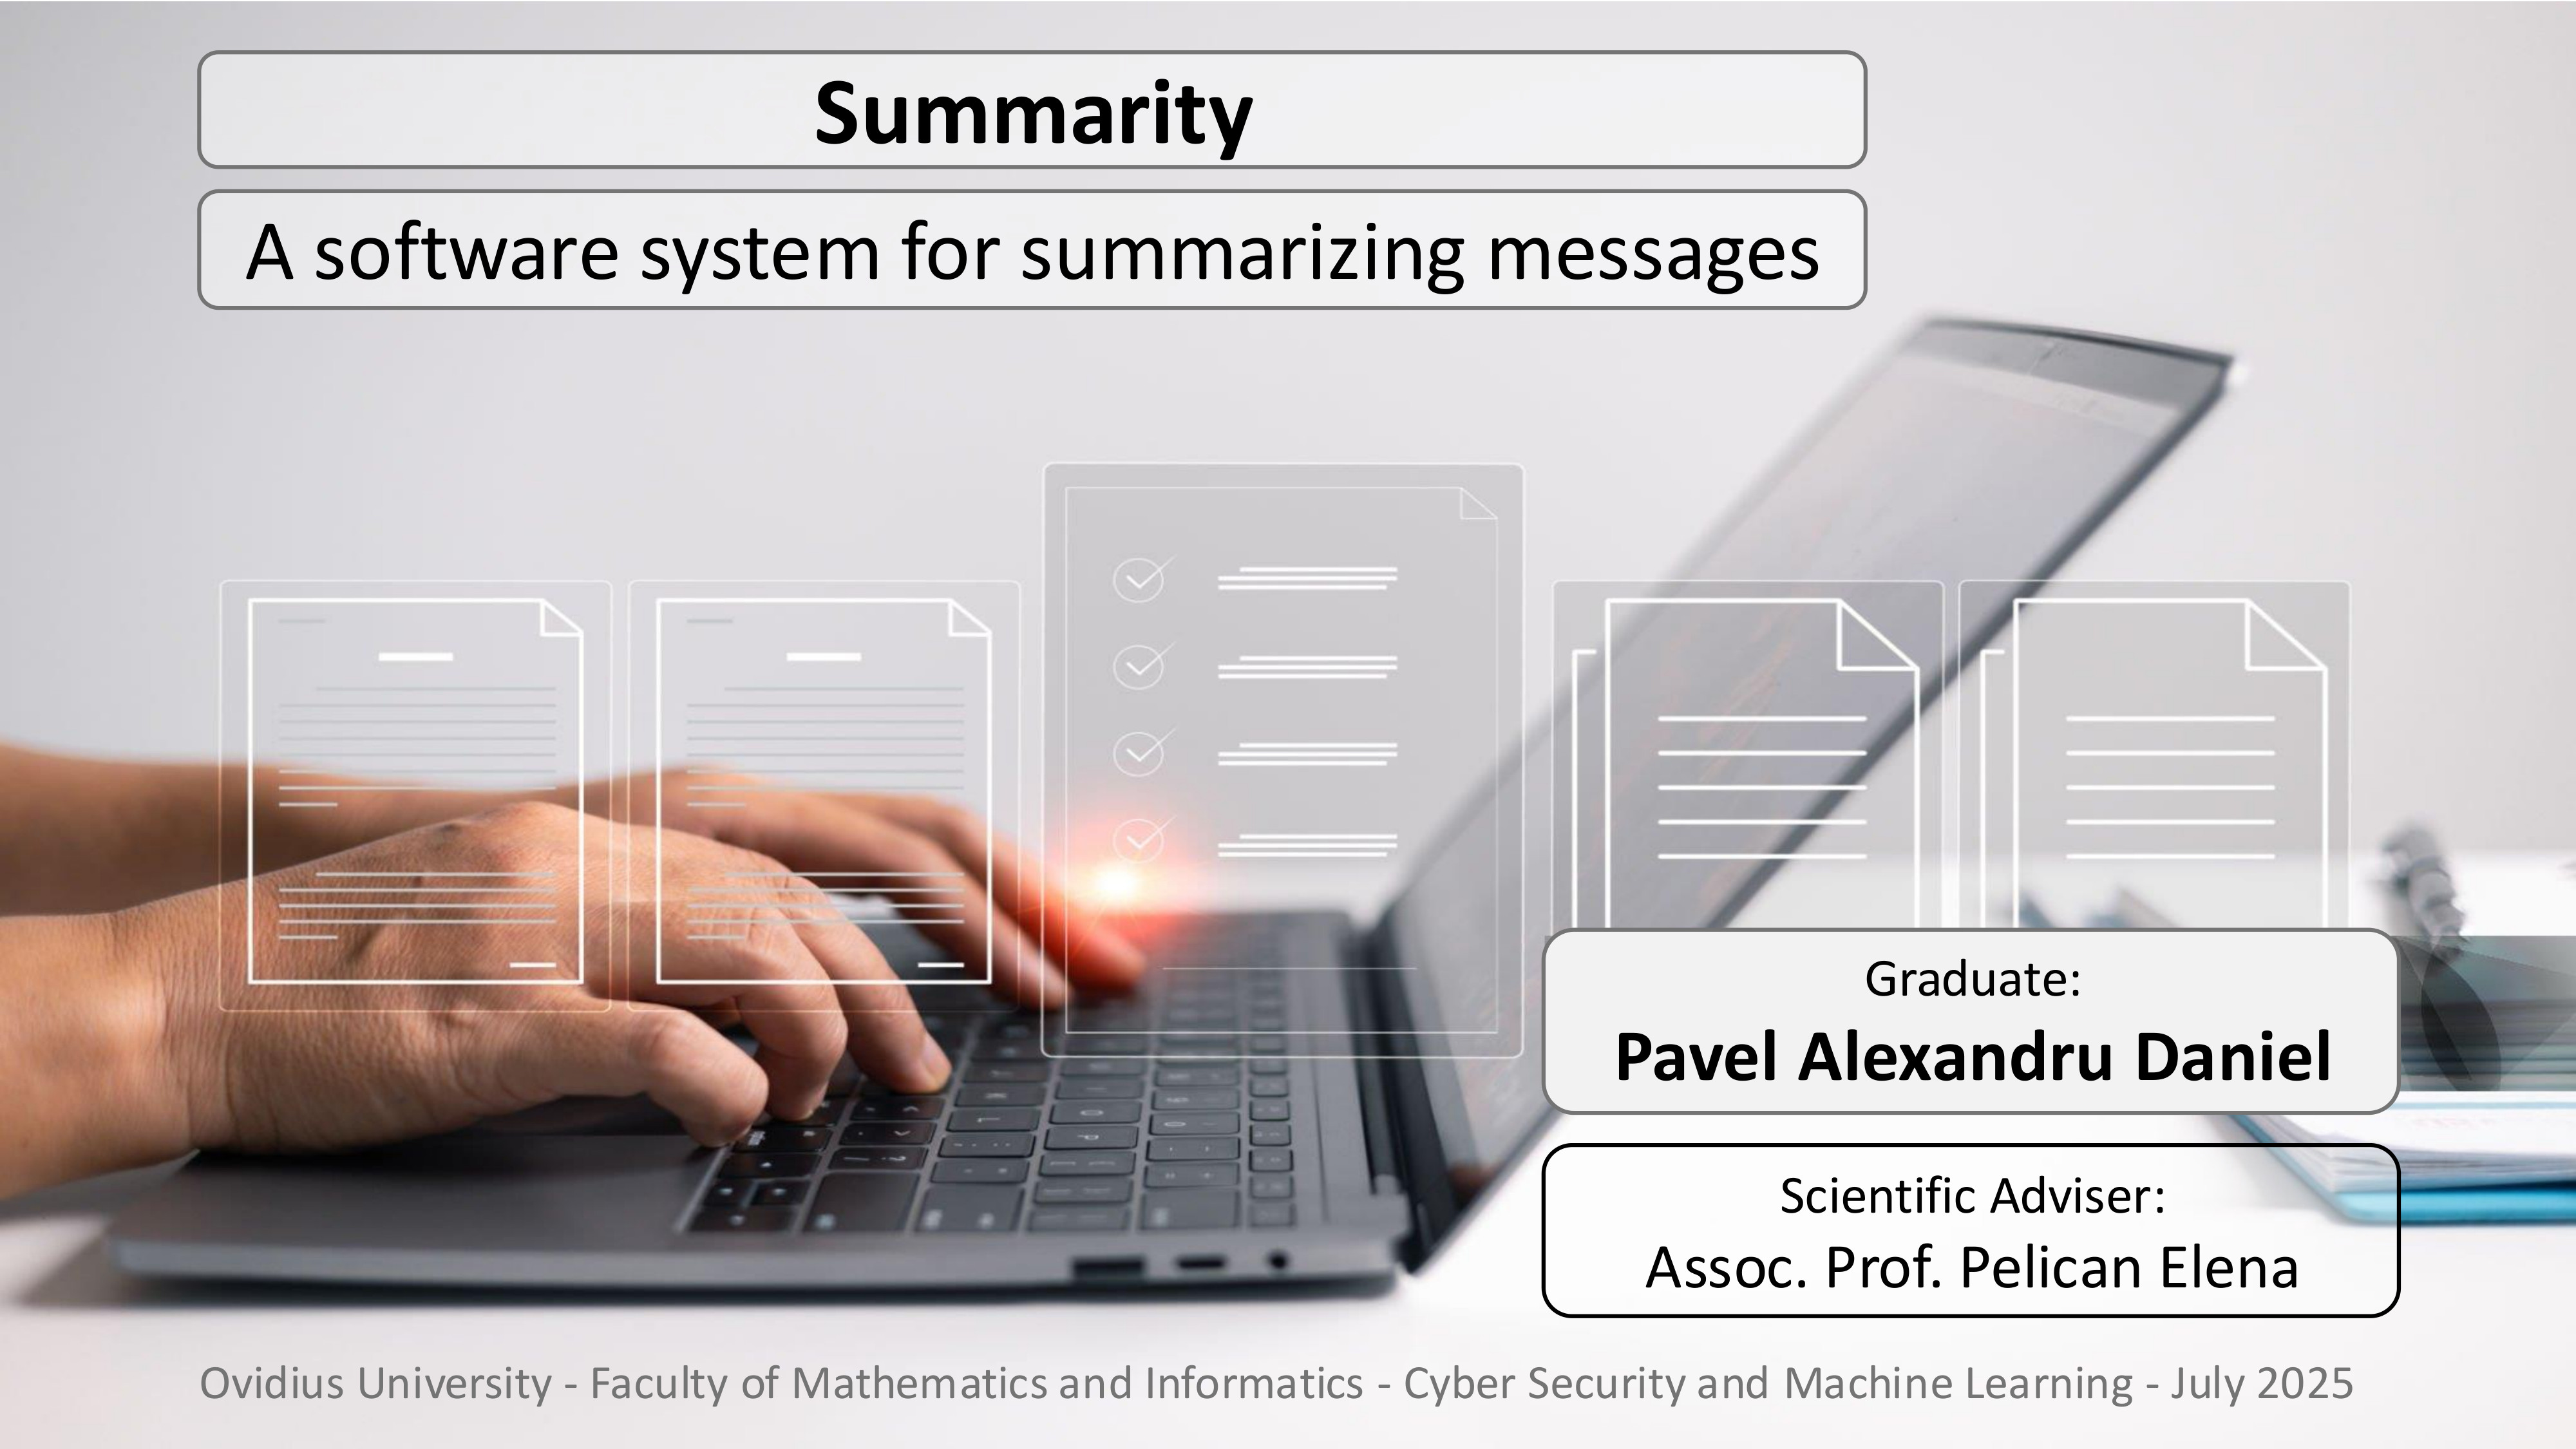 Summarity
A software system for summarizing messages
Graduate:
Pavel Alexandru Daniel
Scientific Adviser:
Assoc. Prof. Pelican Elena
Ovidius University - Faculty of Mathematics and Informatics - Cyber Security and Machine Learning - July 2025